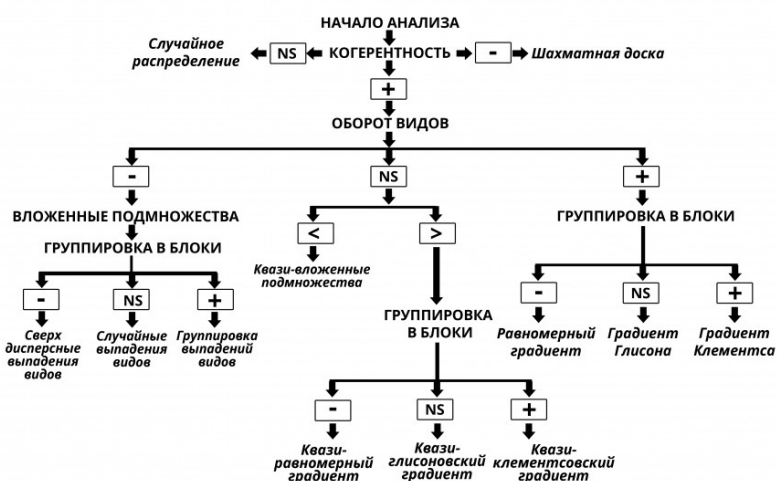 НАЧАЛО АНАЛИЗА
Случайное
распределение
NS
КОГЕРЕНТНОСТЬ
-
Шахматная доска
+
ОБОРОТ ВИДОВ
-
NS
+
ВЛОЖЕННЫЕ ПОДМНОЖЕСТВА
ГРУППИРОВКА В БЛОКИ
-
NS
+
Сверх
дисперсные
выпадения
видов
Случайные
выпадения
видов
Группировка
выпадений
видов
<
>
Квази-вложенные
подмножества
ГРУППИРОВКА
В БЛОКИ
-
NS
+
Квази-
равномерный
градиент
Квази-
глисоновский
градиент
Квази-
клементсовский
градиент
ГРУППИРОВКА В БЛОКИ
-
NS
+
Равномерный
градиент
Градиент
Глисона
Градиент
Клементса